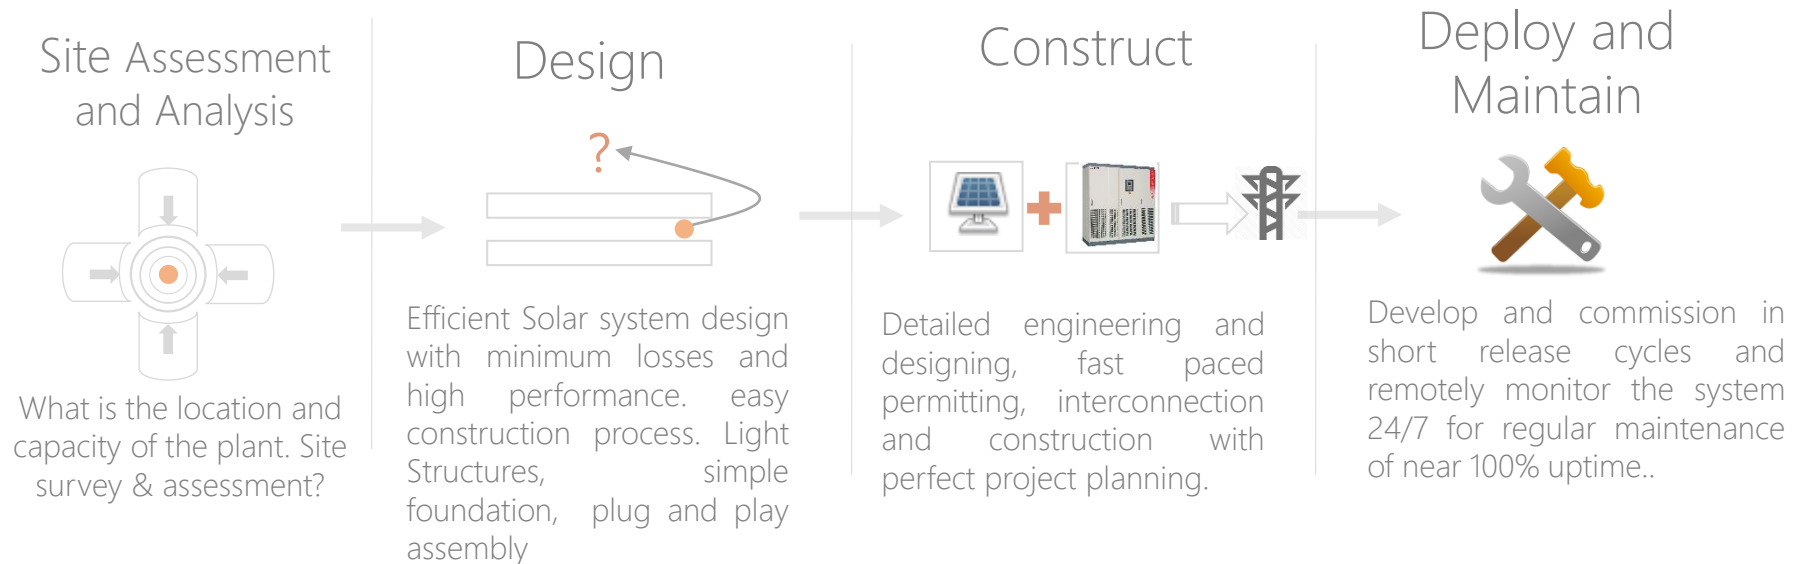 Site Assessment
and Analysis
What is the location and
capacity of the plant. Site
survey & assessment?
Design
?
Efficient Solar system design
with minimum losses and
high performance. easy
construction process. Light
Structures, simple
foundation, plug and play
assembly
Construct
Detailed engineering and
designing, fast paced
permitting, interconnection
and construction with
perfect project planning.
Deploy and
Maintain
Develop and commission in
short release cycles and
remotely monitor the system
24/7 for regular maintenance
of near 100% uptime..